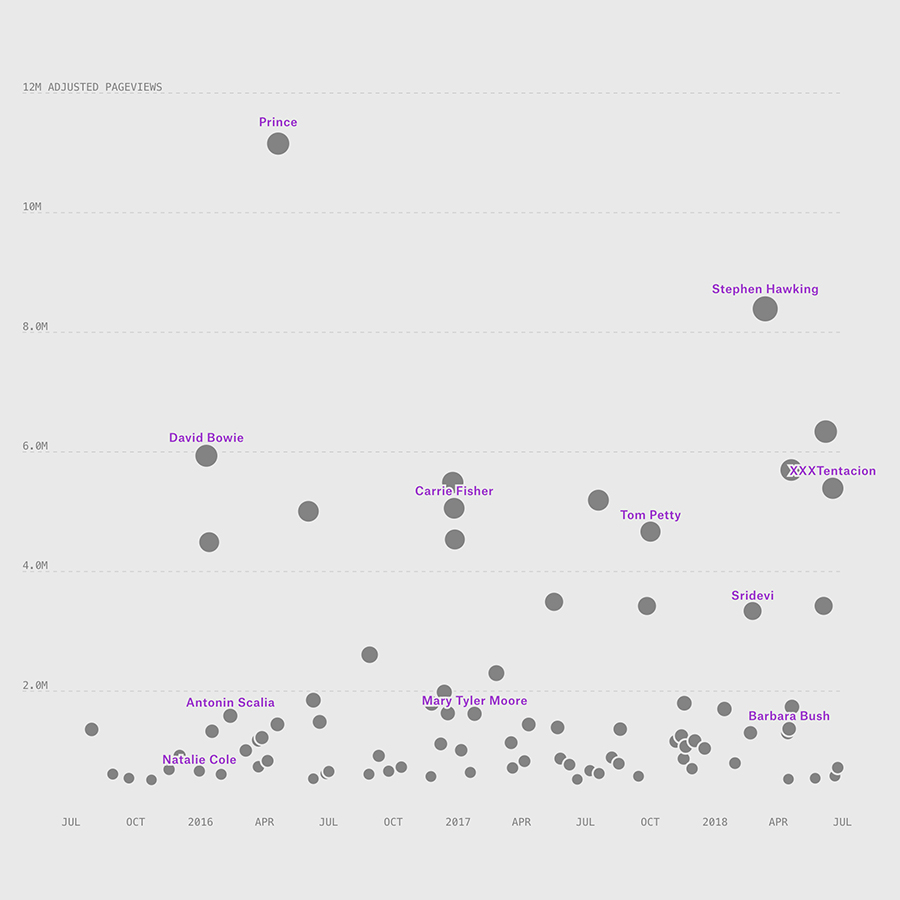 12M ADJUSTED PAGEVIEWS
Prince
10M
Stephen Hawking
8.0M
David Bowie
6.0M
XXXTentacion
Carrie Fisher
Tom Petty
4.0M
Sridevi
2.0M
Antonin Scalia
Mary Tyler Moore
Barbara Bush
Natalie Cole
JUL OCT 2016 APR JUL OCT 2017 APR JUL OCT 2018 APR JUL